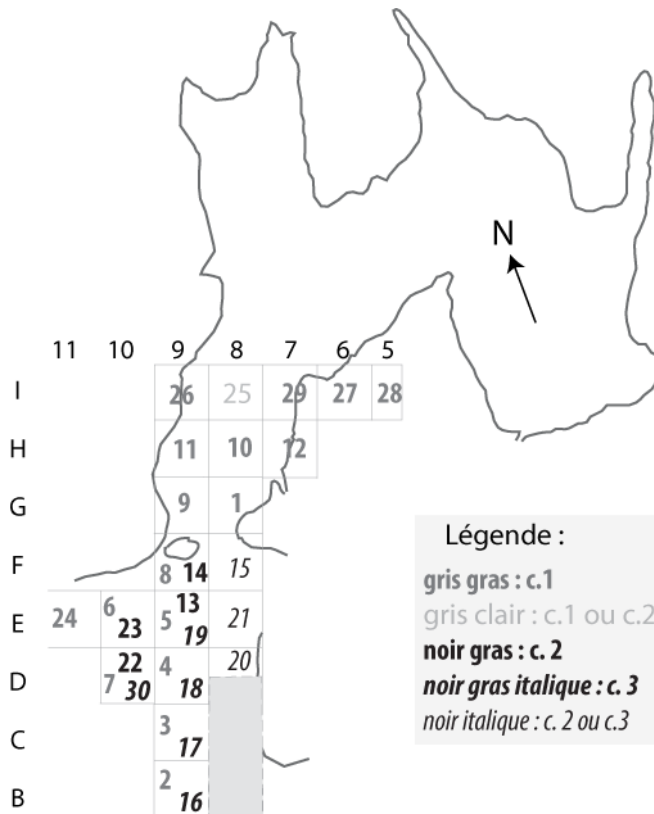 N
11 10 9 8 7 6 5
I 26 25 29 27 28
H 11 10 12
G 9 1
F 8 14 15
E 24 6 23 5 13 19 21
D 7 22 30 4 18 20
C 3 17
B 2 16
Légende :
gris gras : c.1
gris clair : c.1 ou c.2
noir gras : c. 2
noir gras italique : c. 3
noir italique : c. 2 ou c.3